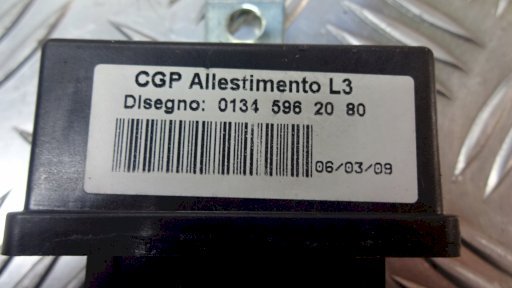 CGP Allestimento L3
Disegno: 0134 596 20 80
06/03/09